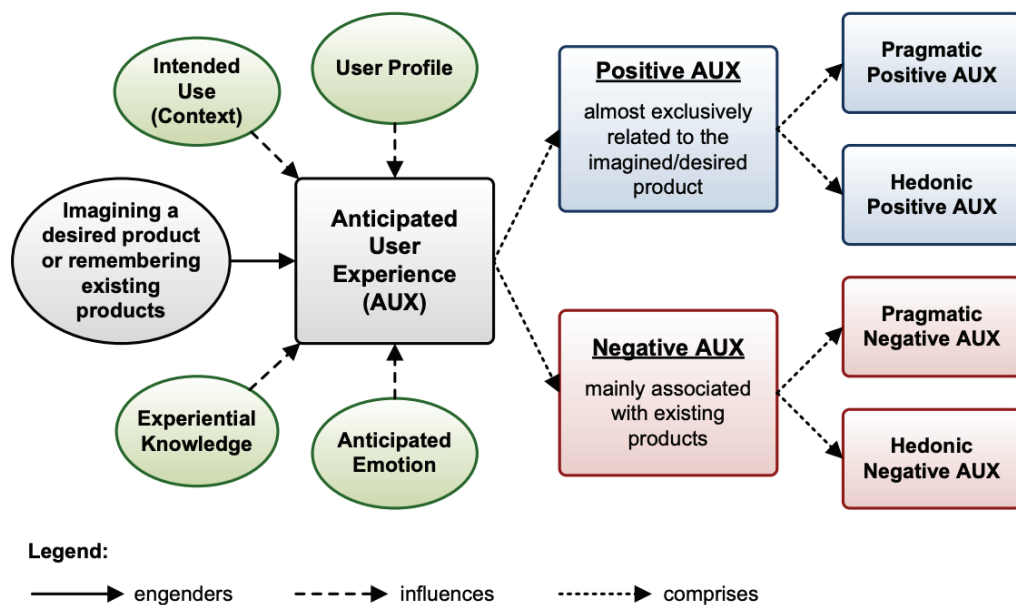 Intended
Use
(Context)
User Profile
Imagining a
desired product
or remembering
existing
products
Anticipated
User
Experience
(AUX)
Experiential
Knowledge
Anticipated
Emotion
Positive AUX
almost exclusively
related to the
imagined/desired
product
Pragmatic
Positive AUX
Hedonic
Positive AUX
Negative AUX
mainly associated
with existing
products
Pragmatic
Negative AUX
Hedonic
Negative AUX
Legend:
engenders
influences
comprises